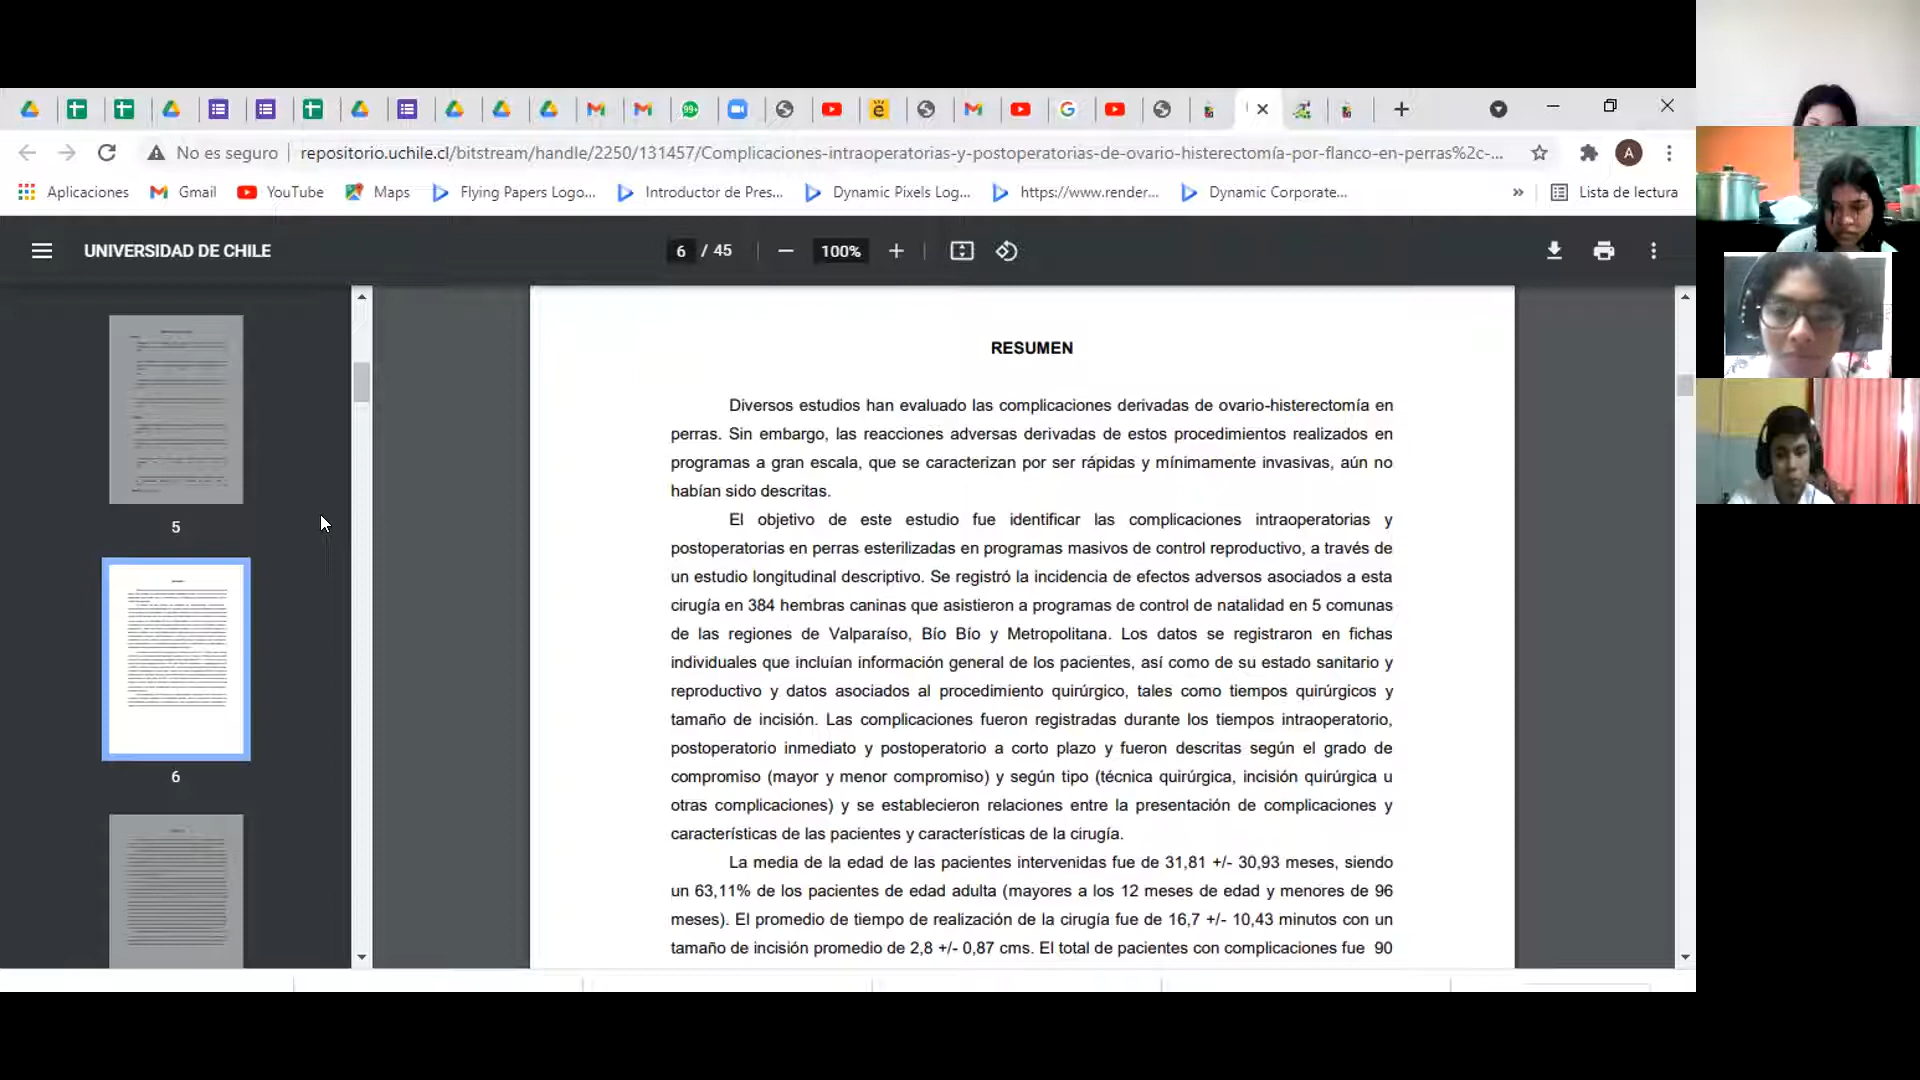 99+
No es seguro
repositorio.uchile.cl/bitstream/handle/2250/131457/Complicaciones-intraoperatorias-y-postoperatorias-de-ovario-histerectomía-por-flanco-en-perras%2c-...
A
Aplicaciones
Gmail
YouTube
Maps
Flying Papers Logo...
Introductor de Pres...
Dynamic Pixels Log...
https://www.render...
Dynamic Corporate...
»
Lista de lectura
UNIVERSIDAD DE CHILE
6 / 45
100%
5
6
RESUMEN
Diversos estudios han evaluado las complicaciones derivadas de ovario-histerectomía en
perras. Sin embargo, las reacciones adversas derivadas de estos procedimientos realizados en
programas a gran escala, que se caracterizan por ser rápidas y mínimamente invasivas, aún no
habían sido descritas.
El objetivo de este estudio fue identificar las complicaciones intraoperatorias y
postoperatorias en perras esterilizadas en programas masivos de control reproductivo, a través de
un estudio longitudinal descriptivo. Se registró la incidencia de efectos adversos asociados a esta
cirugía en 384 hembras caninas que asistieron a programas de control de natalidad en 5 comunas
de las regiones de Valparaíso, Bío Bío y Metropolitana. Los datos se registraron en fichas
individuales que incluían información general de los pacientes, así como de su estado sanitario y
reproductivo y datos asociados al procedimiento quirúrgico, tales como tiempos quirúrgicos y
tamaño de incisión. Las complicaciones fueron registradas durante los tiempos intraoperatorio,
postoperatorio inmediato y postoperatorio a corto plazo y fueron descritas según el grado de
compromiso (mayor y menor compromiso) y según tipo (técnica quirúrgica, incisión quirúrgica u
otras complicaciones) y se establecieron relaciones entre la presentación de complicaciones y
características de las pacientes y características de la cirugía.
La media de la edad de las pacientes intervenidas fue de 31,81 +/- 30,93 meses, siendo
un 63,11% de los pacientes de edad adulta (mayores a los 12 meses de edad y menores de 96
meses). El promedio de tiempo de realización de la cirugía fue de 16,7 +/- 10,43 minutos con un
tamaño de incisión promedio de 2,8 +/- 0,87 cms. El total de pacientes con complicaciones fue 90